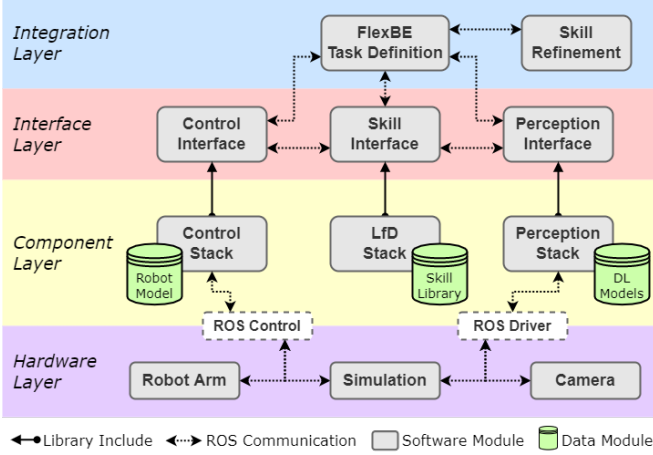 Integration
Layer
FlexBE
Task Definition
Skill
Refinement
Interface
Layer
Control
Interface
Skill
Interface
Perception
Interface
Component
Layer
Control
Stack
Robot
Model
LfD
Stack
Skill
Library
Perception
Stack
DL
Models
ROS Control
ROS Driver
Hardware
Layer
Robot Arm
Simulation
Camera
Library Include
ROS Communication
Software Module
Data Module